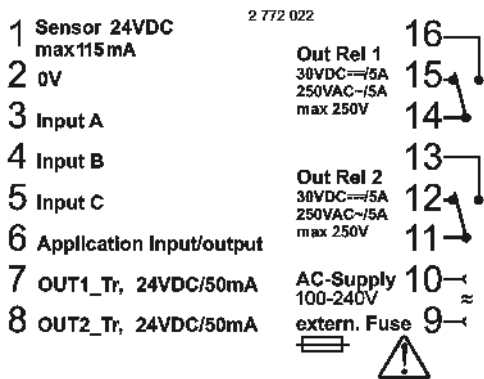 2 772 022
1 Sensor 24VDC
max115mA
2 0V
3 Input A
4 Input B
5 Input C
6 Application Input/output
7 OUT1_Tr, 24VDC/50mA
8 OUT2_Tr, 24VDC/50mA
16
Out Rel 1
30VDC⎓/5A 15
250VAC~/5A
max 250V 14
13
Out Rel 2
30VDC⎓/5A 12
250VAC~/5A
max 250V 11
AC-Supply 10
100-240V ≈
extern. Fuse 9